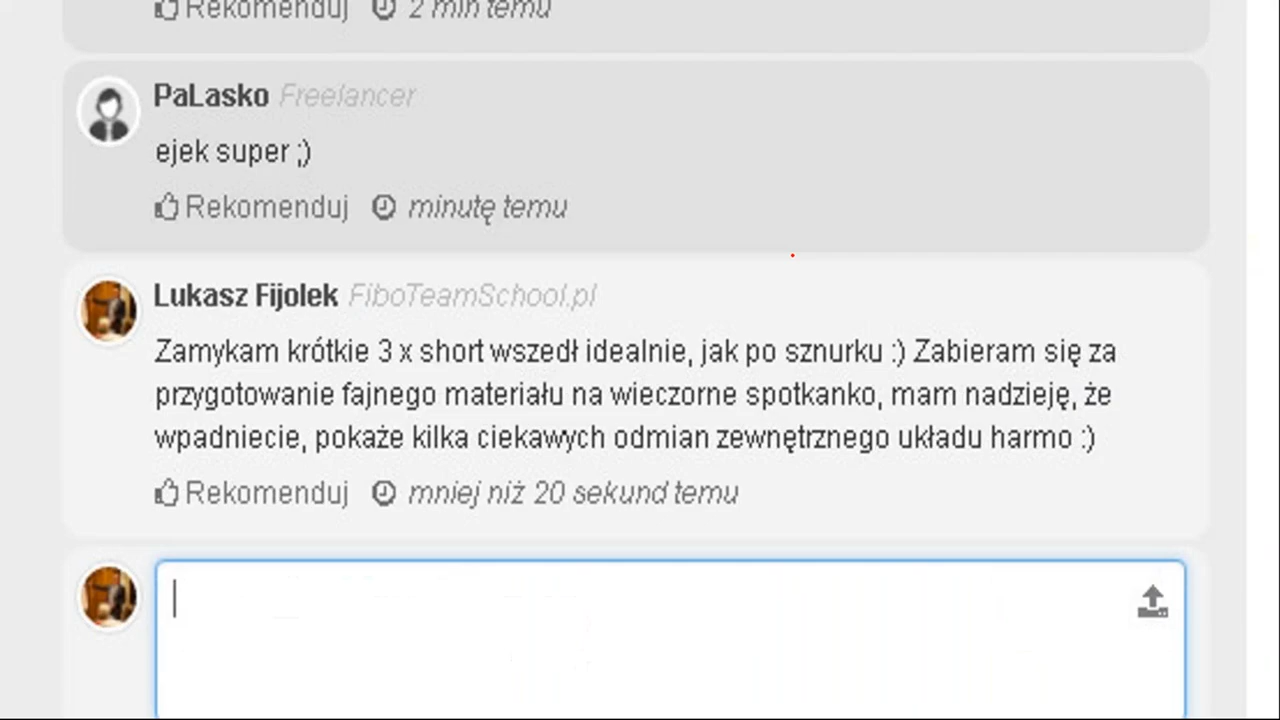 Rekomenduj 2 min temu
PaLasko Freelancer
ejek super ;)
Rekomenduj minutę temu
Lukasz Fijolek FiboTeamSchool.pl
Zamykam krótkie 3 x short wszedł idealnie, jak po sznurku :) Zabieram się za
przygotowanie fajnego materiału na wieczorne spotkanko, mam nadzieję, że
wpadniecie, pokaże kilka ciekawych odmian zewnętrznego układu harmo :)
Rekomenduj mniej niż 20 sekund temu